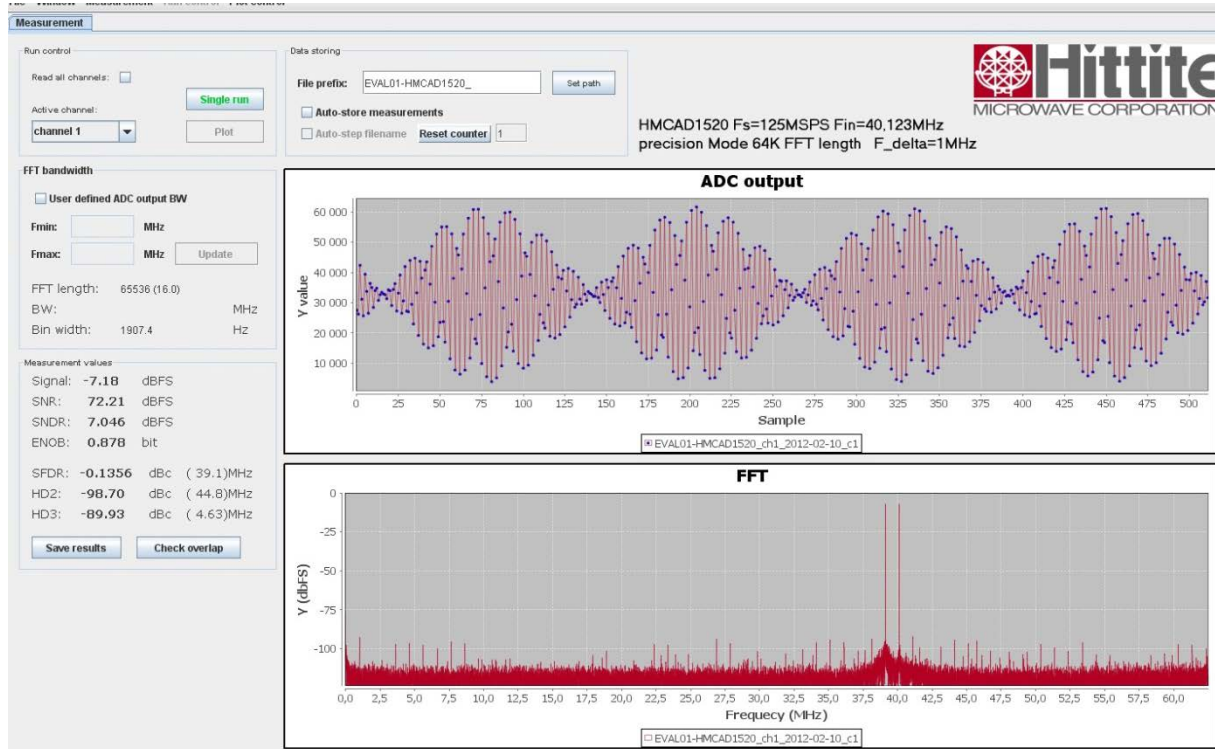 Measurement
Run control
Read all channels:
Single run
Active channel:
channel 1
Plot
Data storing
File prefix: EVAL01-HMCAD1520_ Set path
Auto-store measurements
Auto-step filename Reset counter 1
Hittite
MICROWAVE CORPORATION
HMCAD1520 Fs=125MSPS Fin=40,123MHz
precision Mode 64K FFT length F_delta=1MHz
FFT bandwidth
User defined ADC output BW
Fmin: MHz
Fmax: MHz Update
FFT length: 65536 (16.0)
BW: MHz
Bin width: 1907.4 Hz
Measurement values
Signal: -7.18 dBFS
SNR: 72.21 dBFS
SNDR: 7.046 dBFS
ENOB: 0.878 bit
SFDR: -0.1356 dBc ( 39.1)MHz
HD2: -98.70 dBc ( 44.8)MHz
HD3: -89.93 dBc ( 4.63)MHz
Save results Check overlap
ADC output
Y value
60 000
50 000
40 000
30 000
20 000
10 000
0 25 50 75 100 125 150 175 200 225 250 275 300 325 350 375 400 425 450 475 500
Sample
EVAL01-HMCAD1520_ch1_2012-02-10_c1
FFT
Y (dbFS)
0
-25
-50
-75
-100
0,0 2,5 5,0 7,5 10,0 12,5 15,0 17,5 20,0 22,5 25,0 27,5 30,0 32,5 35,0 37,5 40,0 42,5 45,0 47,5 50,0 52,5 55,0 57,5 60,0
Frequecy (MHz)
EVAL01-HMCAD1520_ch1_2012-02-10_c1